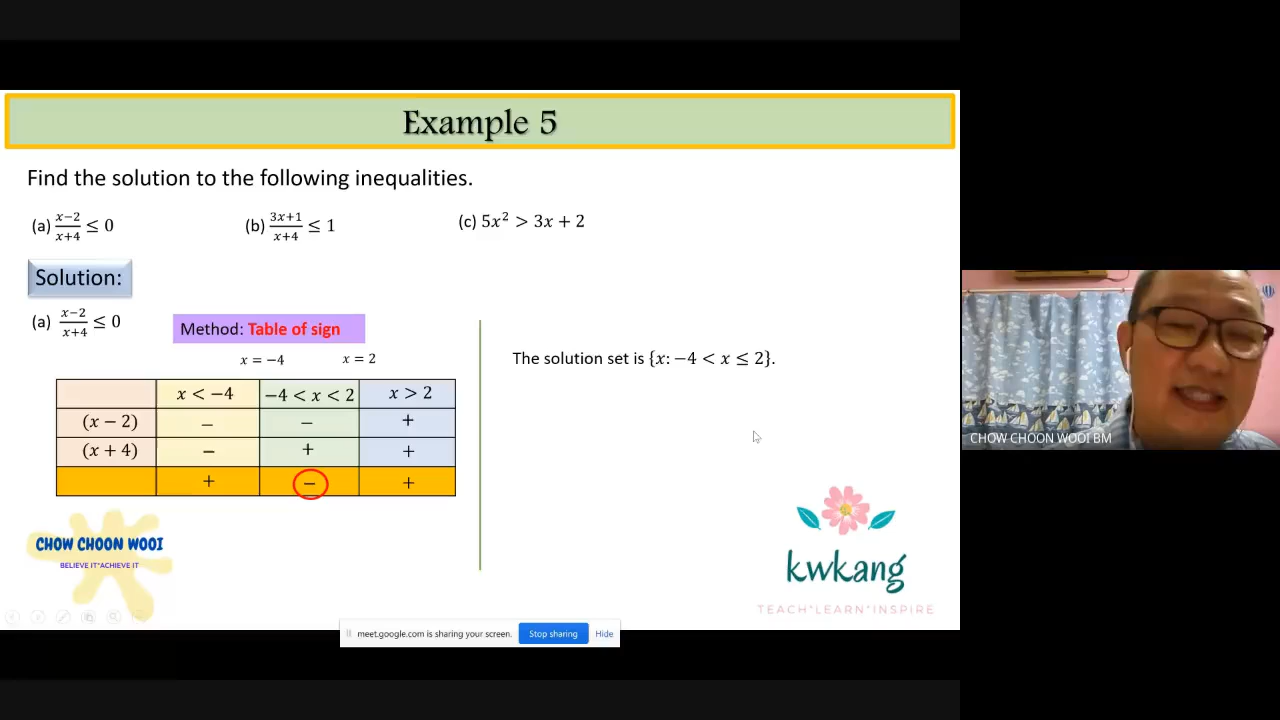 Example 5
Find the solution to the following inequalities.
(a) x−2/x+4 ≤ 0 (b) 3x+1/x+4 ≤ 1 (c) 5x² > 3x + 2
Solution:
(a) x−2/x+4 ≤ 0
Method: Table of sign
x = −4 x = 2
x < −4 −4 < x < 2 x > 2
(x − 2) − − +
(x + 4) − + +
+ − +
The solution set is {x: −4 < x ≤ 2}.
CHOW CHOON WOOI BM
CHOW CHOON WOOI
BELIEVE IT*ACHIEVE IT
kwkang
TEACH*LEARN*INSPIRE
meet.google.com is sharing your screen. Stop sharing Hide